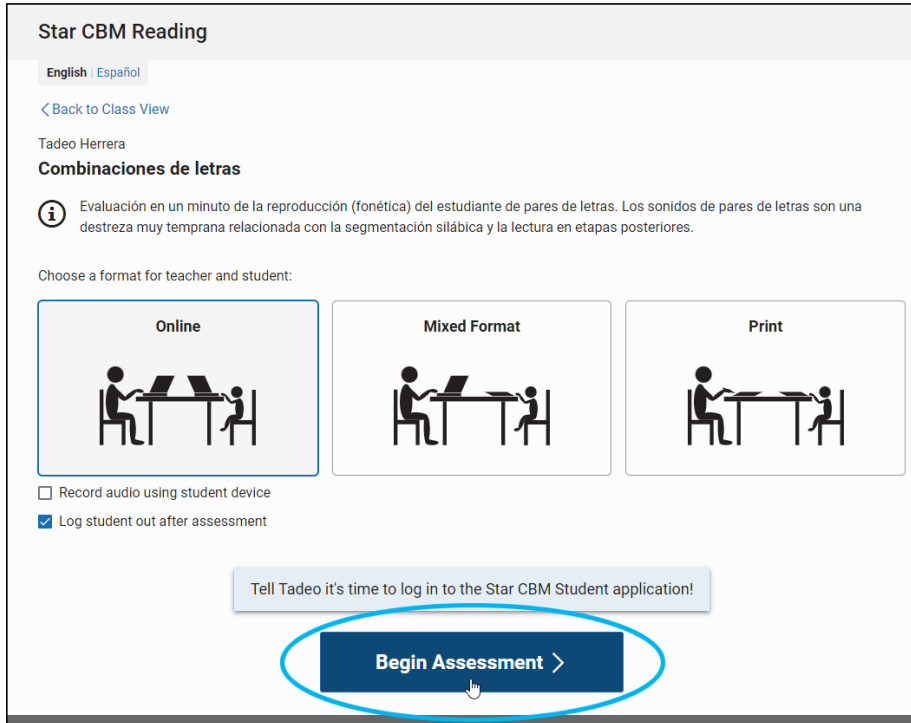 Star CBM Reading
English | Español
Back to Class View
Tadeo Herrera
Combinaciones de letras
Evaluación en un minuto de la reproducción (fonética) del estudiante de pares de letras. Los sonidos de pares de letras son una
destreza muy temprana relacionada con la segmentación silábica y la lectura en etapas posteriores.
Choose a format for teacher and student:
Online
Mixed Format
Print
Record audio using student device
Log student out after assessment
Tell Tadeo it's time to log in to the Star CBM Student application!
Begin Assessment